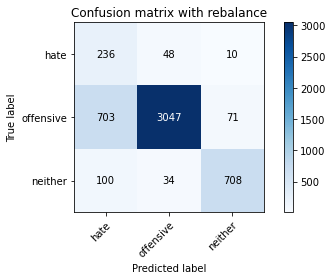 Confusion matrix with rebalance
True label
hate 236 48 10
offensive 703 3047 71
neither 100 34 708
hate offensive neither
Predicted label
3000
2500
2000
1500
1000
500